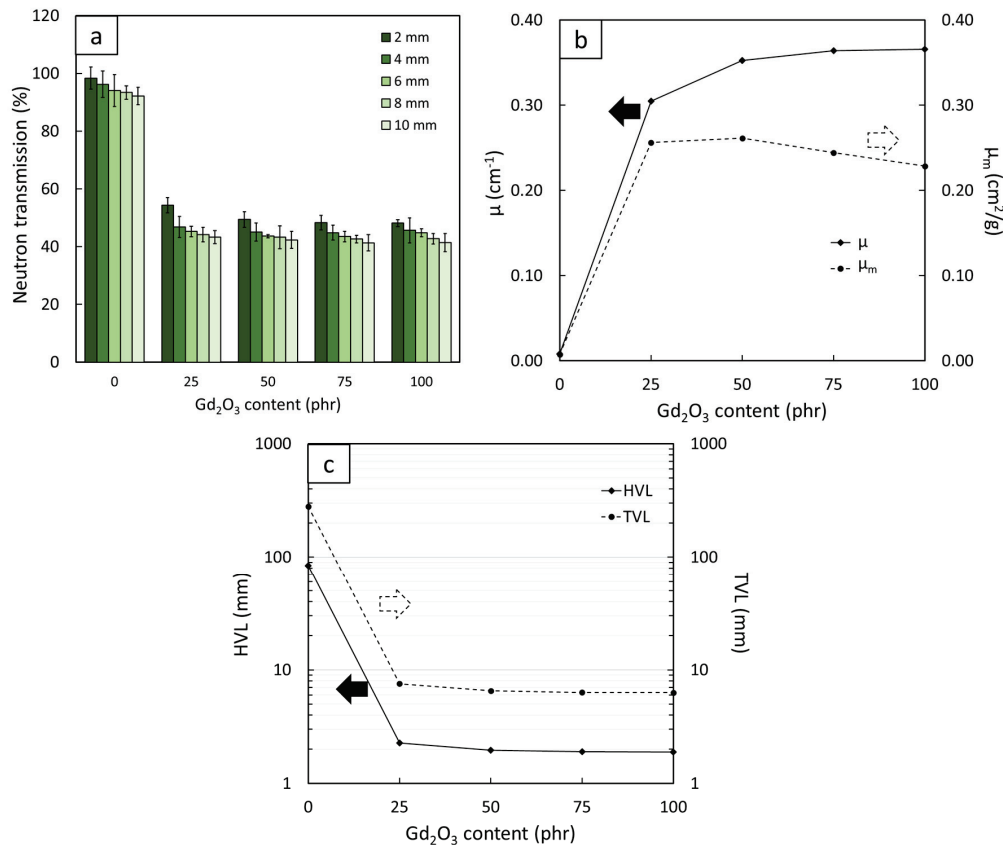 a
120
100
80
60
40
20
0
Neutron transmission (%)
2 mm
4 mm
6 mm
8 mm
10 mm
0 25 50 75 100
Gd₂O₃ content (phr)
b
0.40
0.30
0.20
0.10
0.00
μ (cm⁻¹)
0.40
0.30
0.20
0.10
0.00
μₘ (cm²/g)
μ
μₘ
0 25 50 75 100
Gd₂O₃ content (phr)
c
1000
100
10
1
HVL (mm)
1000
100
10
1
TVL (mm)
HVL
TVL
0 25 50 75 100
Gd₂O₃ content (phr)